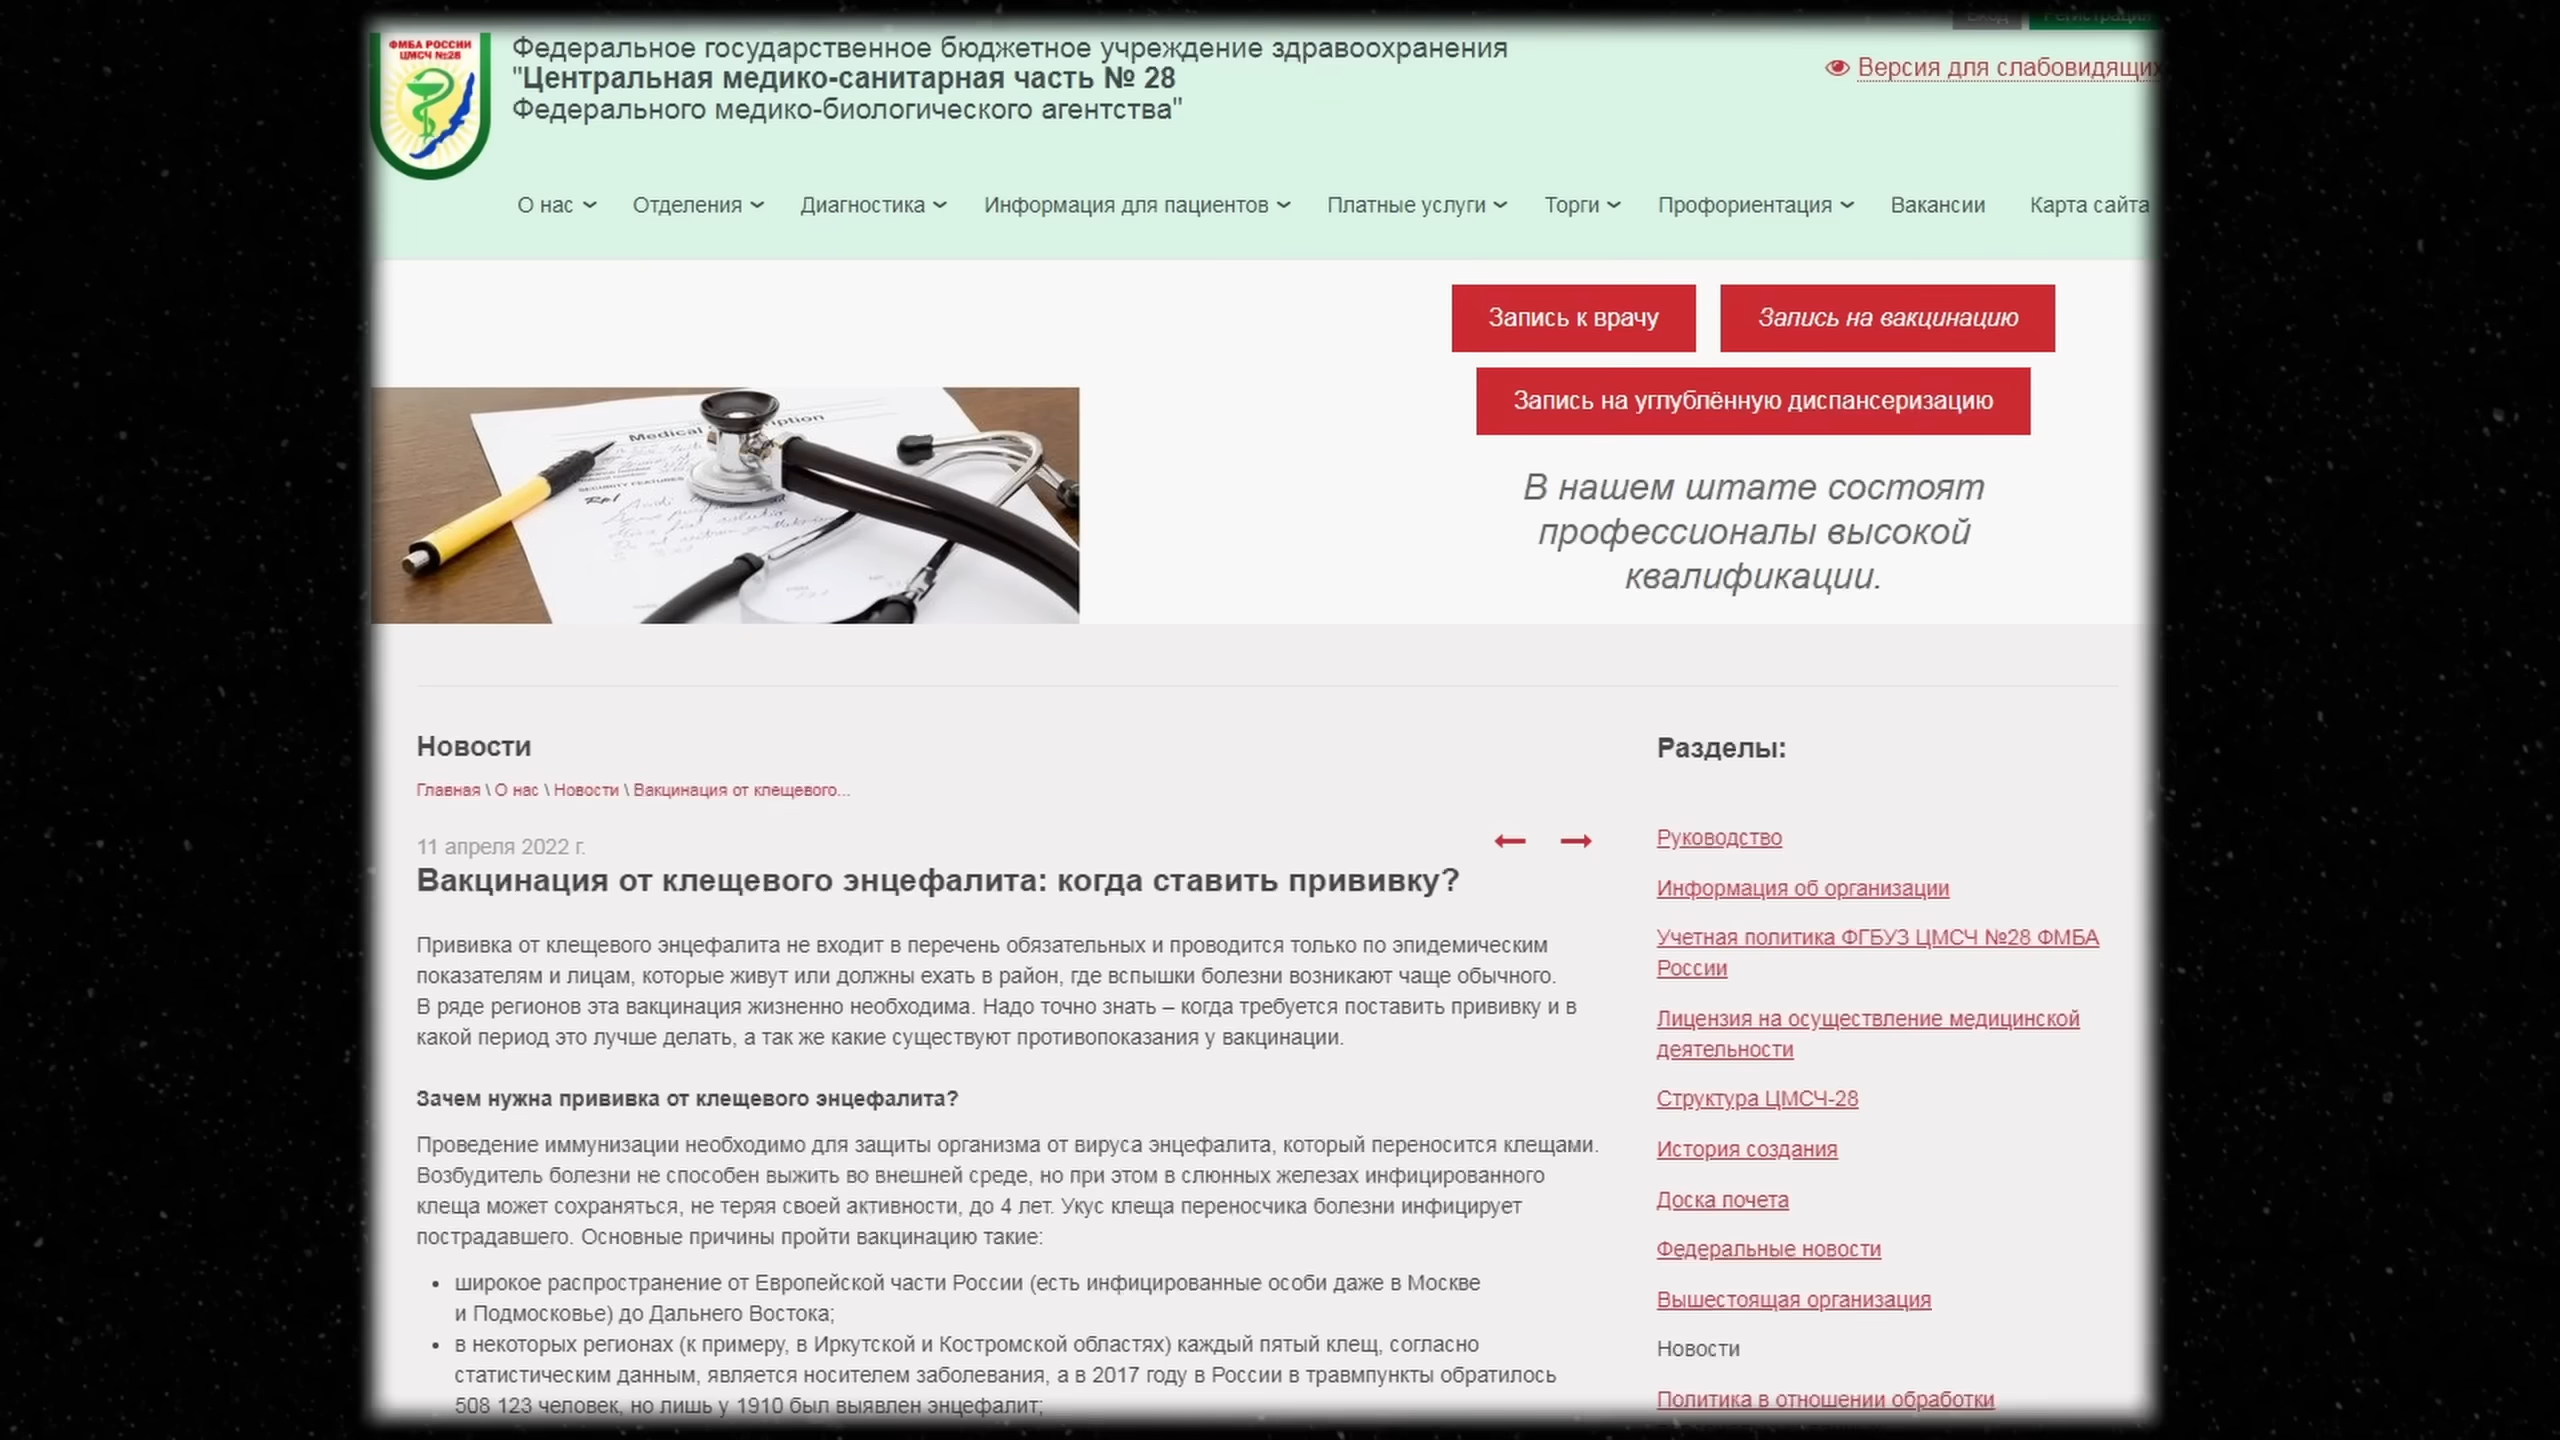 Вход Регистрация
ФМБА РОССИИ
ЦМСЧ №28
Федеральное государственное бюджетное учреждение здравоохранения
"Центральная медико-санитарная часть № 28
Федерального медико-биологического агентства"
Версия для слабовидящих
О нас Отделения Диагностика Информация для пациентов Платные услуги Торги Профориентация Вакансии Карта сайта
Запись к врачу Запись на вакцинацию
Запись на углублённую диспансеризацию
Medical
SECURITY FEATURES
В нашем штате состоят
профессионалы высокой
квалификации.
Новости
Главная \ О нас \ Новости \ Вакцинация от клещевого...
11 апреля 2022 г.
Вакцинация от клещевого энцефалита: когда ставить прививку?
Прививка от клещевого энцефалита не входит в перечень обязательных и проводится только по эпидемическим
показателям и лицам, которые живут или должны ехать в район, где вспышки болезни возникают чаще обычного.
В ряде регионов эта вакцинация жизненно необходима. Надо точно знать – когда требуется поставить прививку и в
какой период это лучше делать, а так же какие существуют противопоказания у вакцинации.
Зачем нужна прививка от клещевого энцефалита?
Проведение иммунизации необходимо для защиты организма от вируса энцефалита, который переносится клещами.
Возбудитель болезни не способен выжить во внешней среде, но при этом в слюнных железах инфицированного
клеща может сохраняться, не теряя своей активности, до 4 лет. Укус клеща переносчика болезни инфицирует
пострадавшего. Основные причины пройти вакцинацию такие:
• широкое распространение от Европейской части России (есть инфицированные особи даже в Москве
и Подмосковье) до Дальнего Востока;
• в некоторых регионах (к примеру, в Иркутской и Костромской областях) каждый пятый клещ, согласно
статистическим данным, является носителем заболевания, а в 2017 году в России в травмпункты обратилось
508 123 человек, но лишь у 1910 был выявлен энцефалит;
Разделы:
Руководство
Информация об организации
Учетная политика ФГБУЗ ЦМСЧ №28 ФМБА
России
Лицензия на осуществление медицинской
деятельности
Структура ЦМСЧ-28
История создания
Доска почета
Федеральные новости
Вышестоящая организация
Новости
Политика в отношении обработки